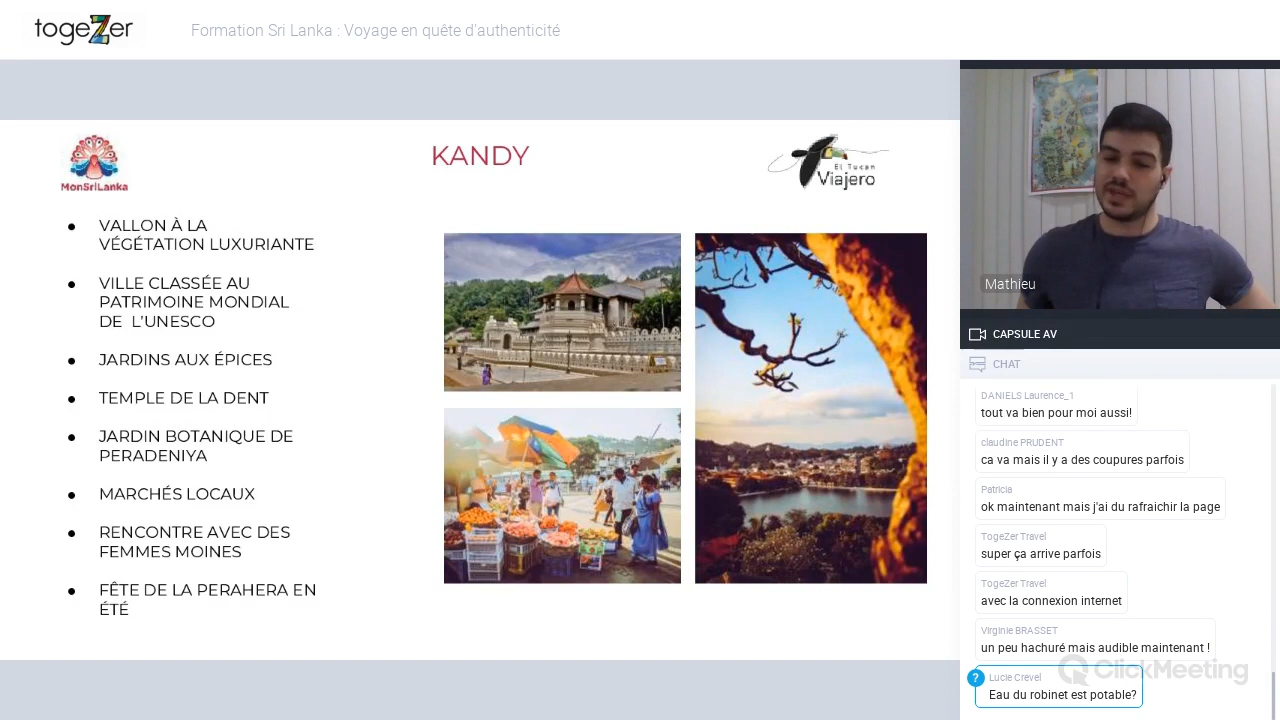 togeZer
Formation Sri Lanka : Voyage en quête d'authenticité
MonSriLanka
KANDY
El Tucan
Viajero
● VALLON À LA
VÉGÉTATION LUXURIANTE
● VILLE CLASSÉE AU
PATRIMOINE MONDIAL
DE L'UNESCO
● JARDINS AUX ÉPICES
● TEMPLE DE LA DENT
● JARDIN BOTANIQUE DE
PERADENIYA
● MARCHÉS LOCAUX
● RENCONTRE AVEC DES
FEMMES MOINES
● FÊTE DE LA PERAHERA EN
ÉTÉ
Mathieu
CAPSULE AV
CHAT
DANIELS Laurence_1
tout va bien pour moi aussi!
claudine PRUDENT
ca va mais il y a des coupures parfois
Patricia
ok maintenant mais j'ai du rafraichir la page
TogeZer Travel
super ça arrive parfois
TogeZer Travel
avec la connexion internet
Virginie BRASSET
un peu hachuré mais audible maintenant !
ClickMeeting
? Lucie Crevel
Eau du robinet est potable?